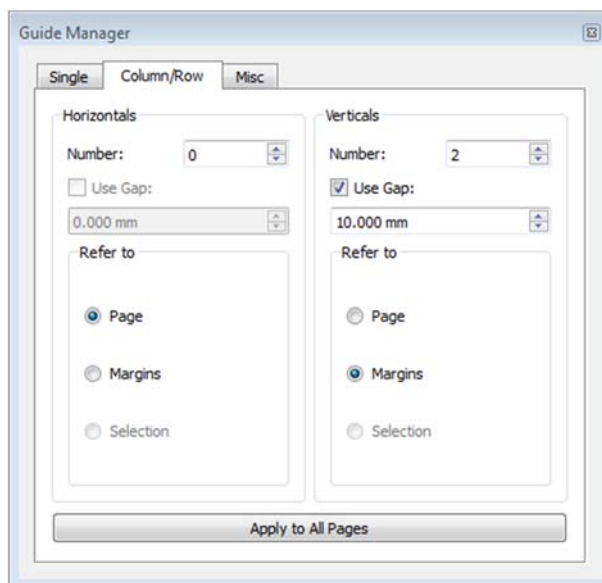 Guide Manager
Single Column/Row Misc
Horizontals
Number: 0
Use Gap:
0.000 mm
Refer to
Page
Margins
Selection
Verticals
Number: 2
Use Gap:
10.000 mm
Refer to
Page
Margins
Selection
Apply to All Pages